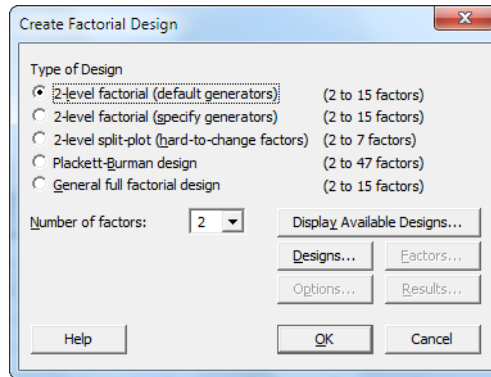 Create Factorial Design
Type of Design
2-level factorial (default generators) (2 to 15 factors)
2-level factorial (specify generators) (2 to 15 factors)
2-level split-plot (hard-to-change factors) (2 to 7 factors)
Plackett-Burman design (2 to 47 factors)
General full factorial design (2 to 15 factors)
Number of factors: 2 Display Available Designs...
Designs... Factors...
Options... Results...
Help OK Cancel